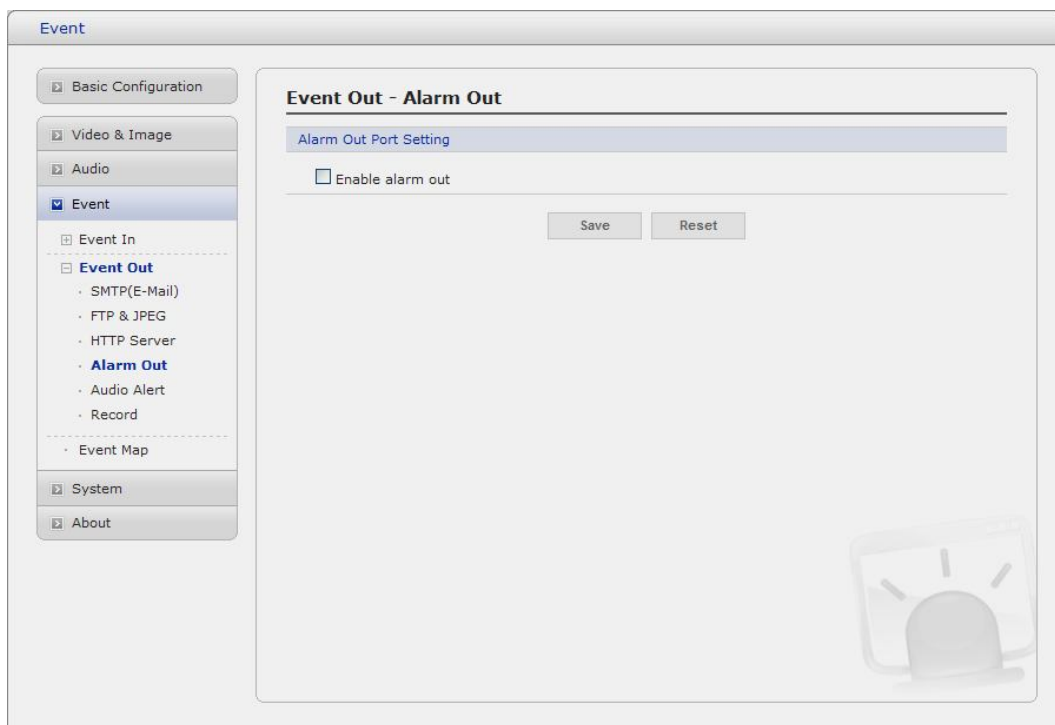 Event
Basic Configuration
Video & Image
Audio
Event
Event In
Event Out
SMTP(E-Mail)
FTP & JPEG
HTTP Server
Alarm Out
Audio Alert
Record
Event Map
System
About
Event Out - Alarm Out
Alarm Out Port Setting
Enable alarm out
Save Reset